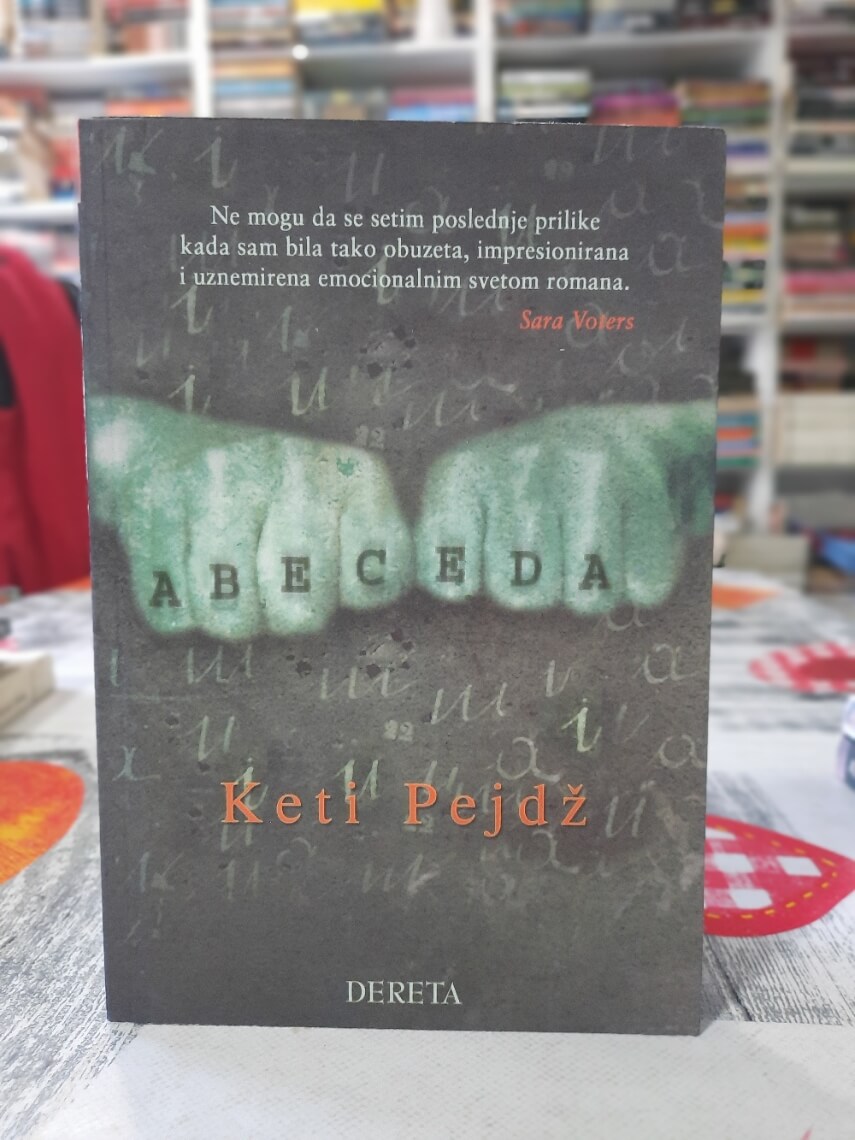 Ne mogu da se setim poslednje prilike
kada sam bila tako obuzeta, impresionirana
i uznemirena emocionalnim svetom romana.
Sara Voters
ABECEDA
Keti Pejdž
DERETA